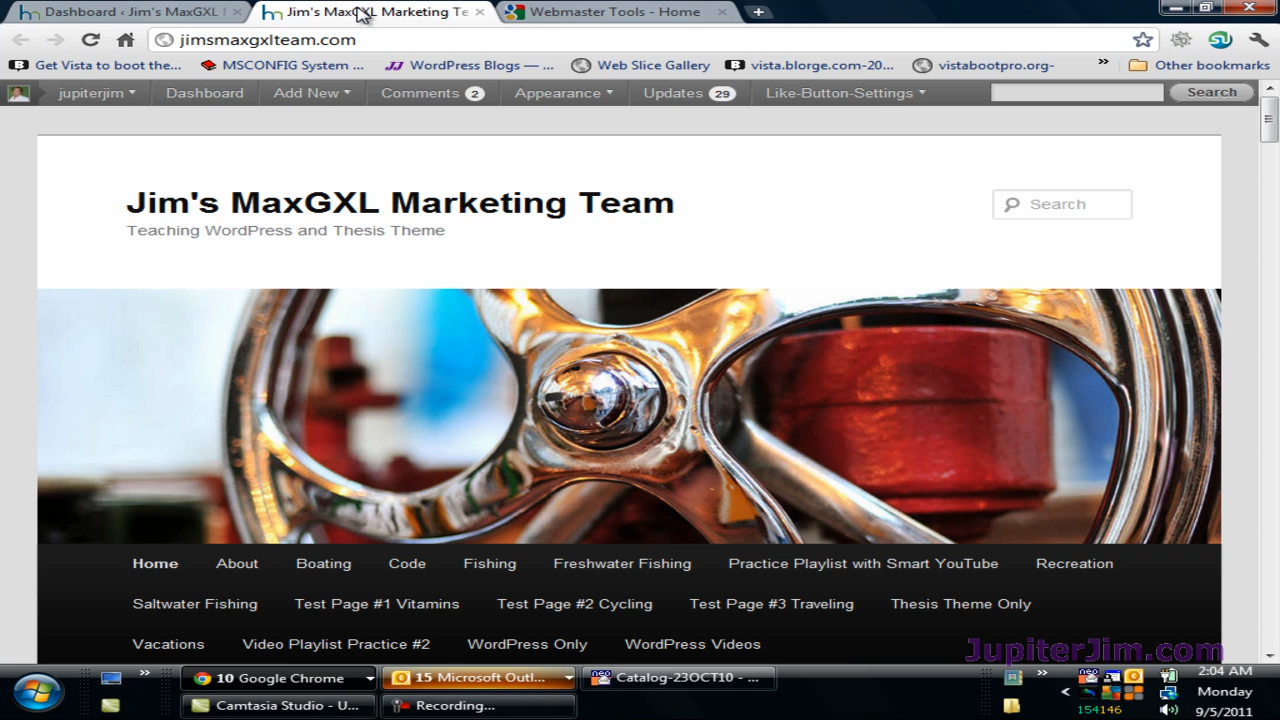 Dashboard ‹ Jim's MaxGXL
Jim's MaxGXL Marketing Te
Webmaster Tools - Home
jimsmaxgxlteam.com
Get Vista to boot the...
MSCONFIG System ...
WordPress Blogs — ...
Web Slice Gallery
vista.blorge.com-20...
vistabootpro.org-
»
Other bookmarks
jupiterjim
Dashboard
Add New
Comments 2
Appearance
Updates 29
Like-Button-Settings
Search
Jim's MaxGXL Marketing Team
Search
Teaching WordPress and Thesis Theme
Home About Boating Code Fishing Freshwater Fishing Practice Playlist with Smart YouTube Recreation
Saltwater Fishing Test Page #1 Vitamins Test Page #2 Cycling Test Page #3 Traveling Thesis Theme Only
Vacations Video Playlist Practice #2 WordPress Only WordPress Videos
JupiterJim.com
10 Google Chrome
15 Microsoft Outl...
Catalog-23OCT10 - ...
2:04 AM
Camtasia Studio - U...
Recording...
Monday
154146
9/5/2011